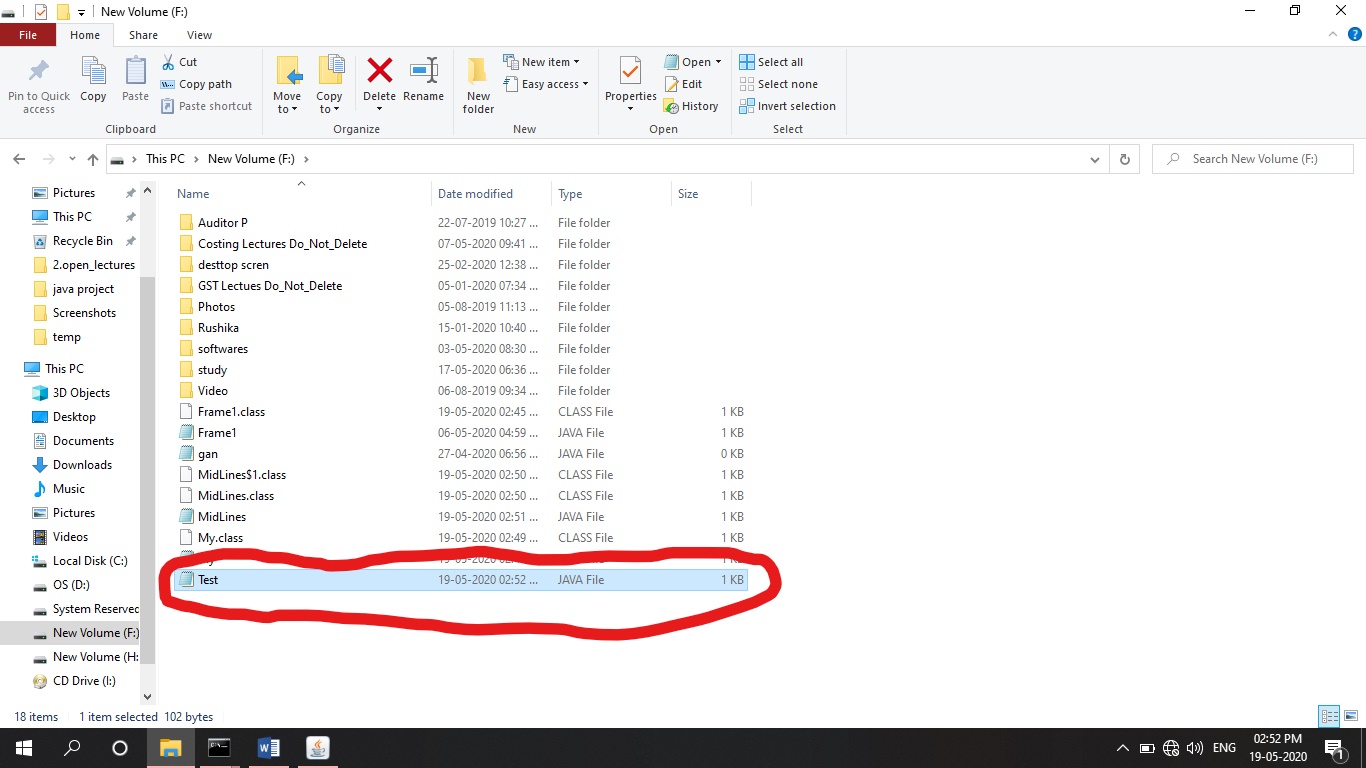 New Volume (F:)
File Home Share View
Pin to Quick access
Copy
Paste
Cut
Copy path
Paste shortcut
Clipboard
Move to
Copy to
Delete
Rename
Organize
New folder
New item
Easy access
New
Properties
Open
Edit
History
Open
Select all
Select none
Invert selection
Select
This PC New Volume (F:)
Search New Volume (F:)
Pictures
This PC
Recycle Bin
2.open_lectures
java project
Screenshots
temp
This PC
3D Objects
Desktop
Documents
Downloads
Music
Pictures
Videos
Local Disk (C:)
OS (D:)
System Reserved
New Volume (F:)
New Volume (H:
CD Drive (I:)
Name Date modified Type Size
Auditor P 22-07-2019 10:27 ... File folder
Costing Lectures Do_Not_Delete 07-05-2020 09:41 ... File folder
desttop scren 25-02-2020 12:38 ... File folder
GST Lectues Do_Not_Delete 05-01-2020 07:34 ... File folder
Photos 05-08-2019 11:13 ... File folder
Rushika 15-01-2020 10:40 ... File folder
softwares 03-05-2020 08:30 ... File folder
study 17-05-2020 06:36 ... File folder
Video 06-08-2019 09:34 ... File folder
Frame1.class 19-05-2020 02:45 ... CLASS File 1 KB
Frame1 06-05-2020 04:59 ... JAVA File 1 KB
gan 27-04-2020 06:56 ... JAVA File 0 KB
MidLines$1.class 19-05-2020 02:50 ... CLASS File 1 KB
MidLines.class 19-05-2020 02:50 ... CLASS File 1 KB
MidLines 19-05-2020 02:51 ... JAVA File 1 KB
My.class 19-05-2020 02:49 ... CLASS File 1 KB
Test 19-05-2020 02:52 ... JAVA File 1 KB
18 items 1 item selected 102 bytes
ENG
02:52 PM
19-05-2020
1